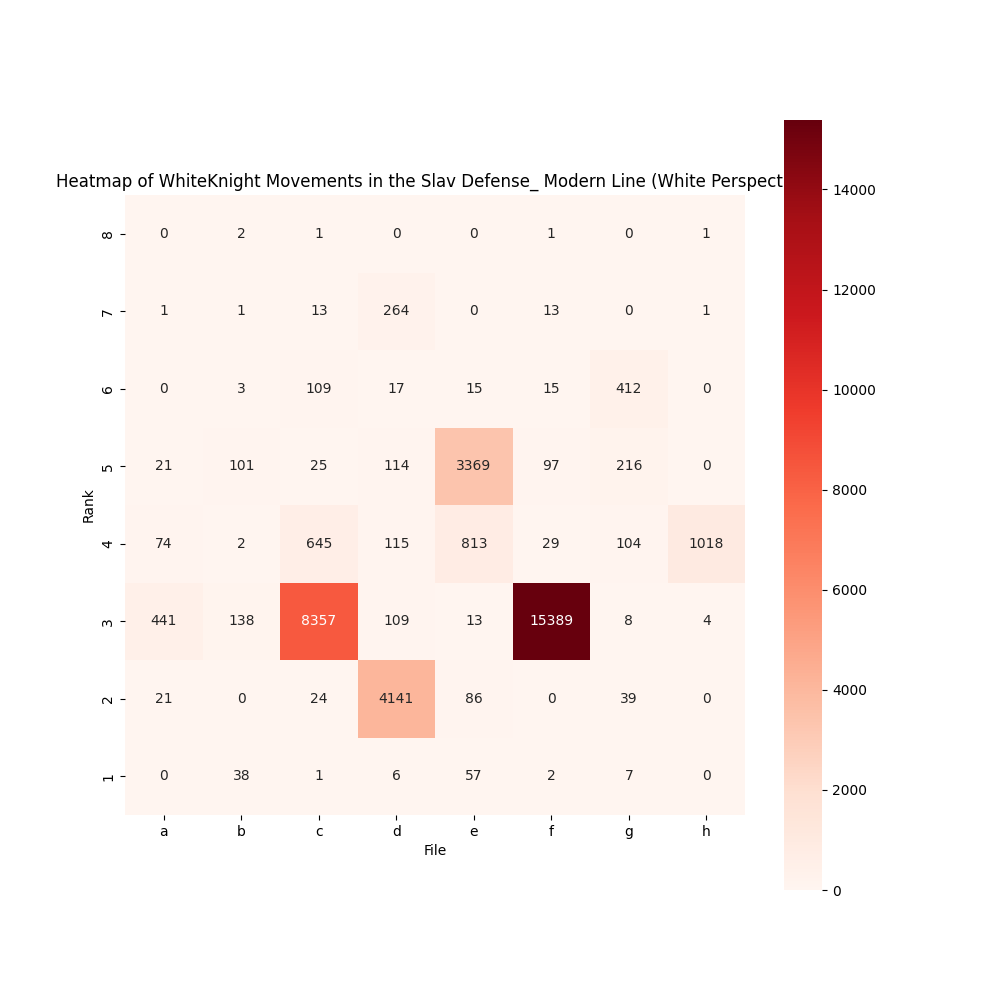 Heatmap of WhiteKnight Movements in the Slav Defense_ Modern Line (White Perspect
14000
12000
10000
8000
6000
4000
2000
0
Rank
8 0 2 1 0 0 1 0 1
7 1 1 13 264 0 13 0 1
6 0 3 109 17 15 15 412 0
5 21 101 25 114 3369 97 216 0
4 74 2 645 115 813 29 104 1018
3 441 138 8357 109 13 15389 8 4
2 21 0 24 4141 86 0 39 0
1 0 38 1 6 57 2 7 0
a b c d e f g h
File